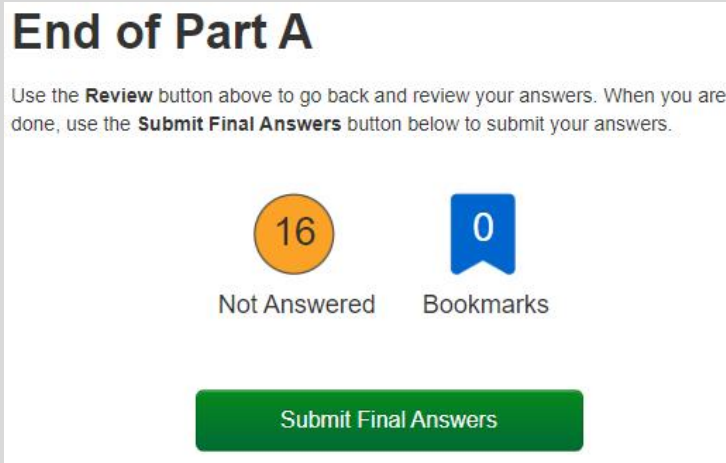 End of Part A
Use the Review button above to go back and review your answers. When you are
done, use the Submit Final Answers button below to submit your answers.
16
0
Not Answered
Bookmarks
Submit Final Answers